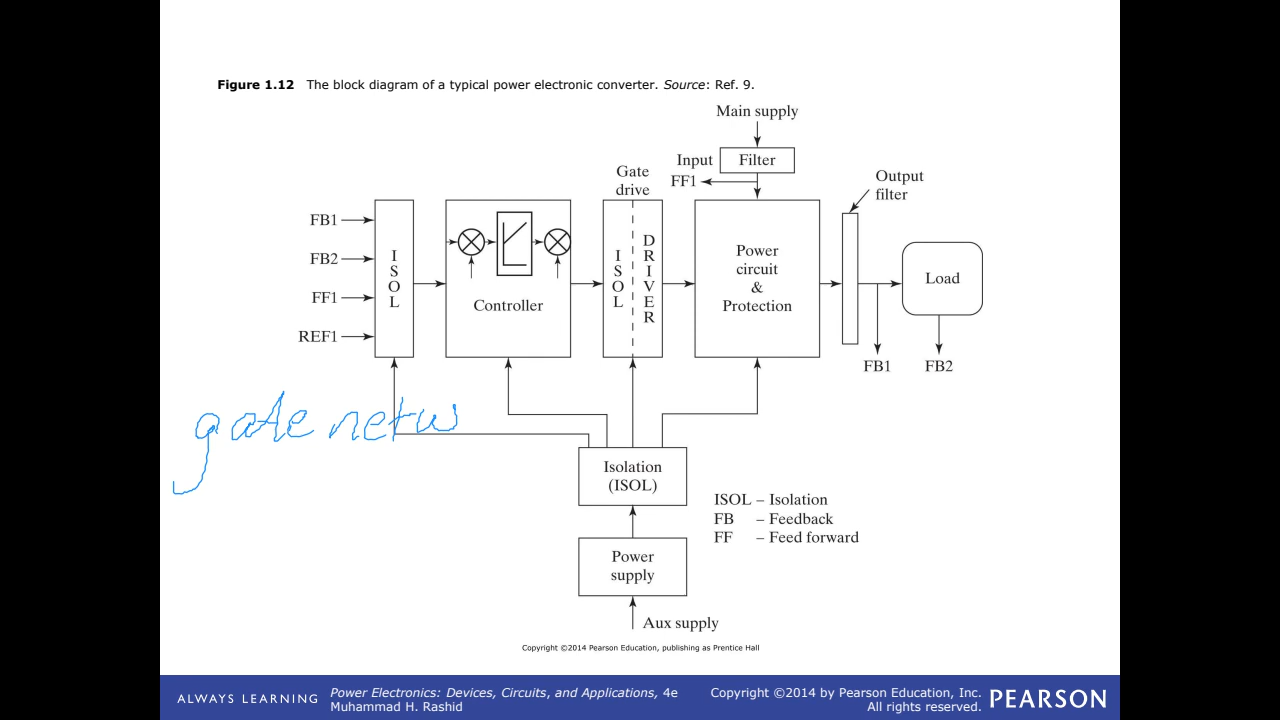 Figure 1.12 The block diagram of a typical power electronic converter. Source: Ref. 9.
Main supply
Input
Filter
FF1
Gate
drive
Output
filter
FB1
FB2
FF1
REF1
ISOL
Controller
ISOL
DRIVER
Power
circuit
&
Protection
Load
FB1
FB2
gate netw
Isolation
(ISOL)
ISOL – Isolation
FB – Feedback
FF – Feed forward
Power
supply
Aux supply
Copyright ©2014 Pearson Education, publishing as Prentice Hall
ALWAYS LEARNING
Power Electronics: Devices, Circuits, and Applications, 4e
Muhammad H. Rashid
Copyright ©2014 by Pearson Education, Inc.
All rights reserved.
PEARSON